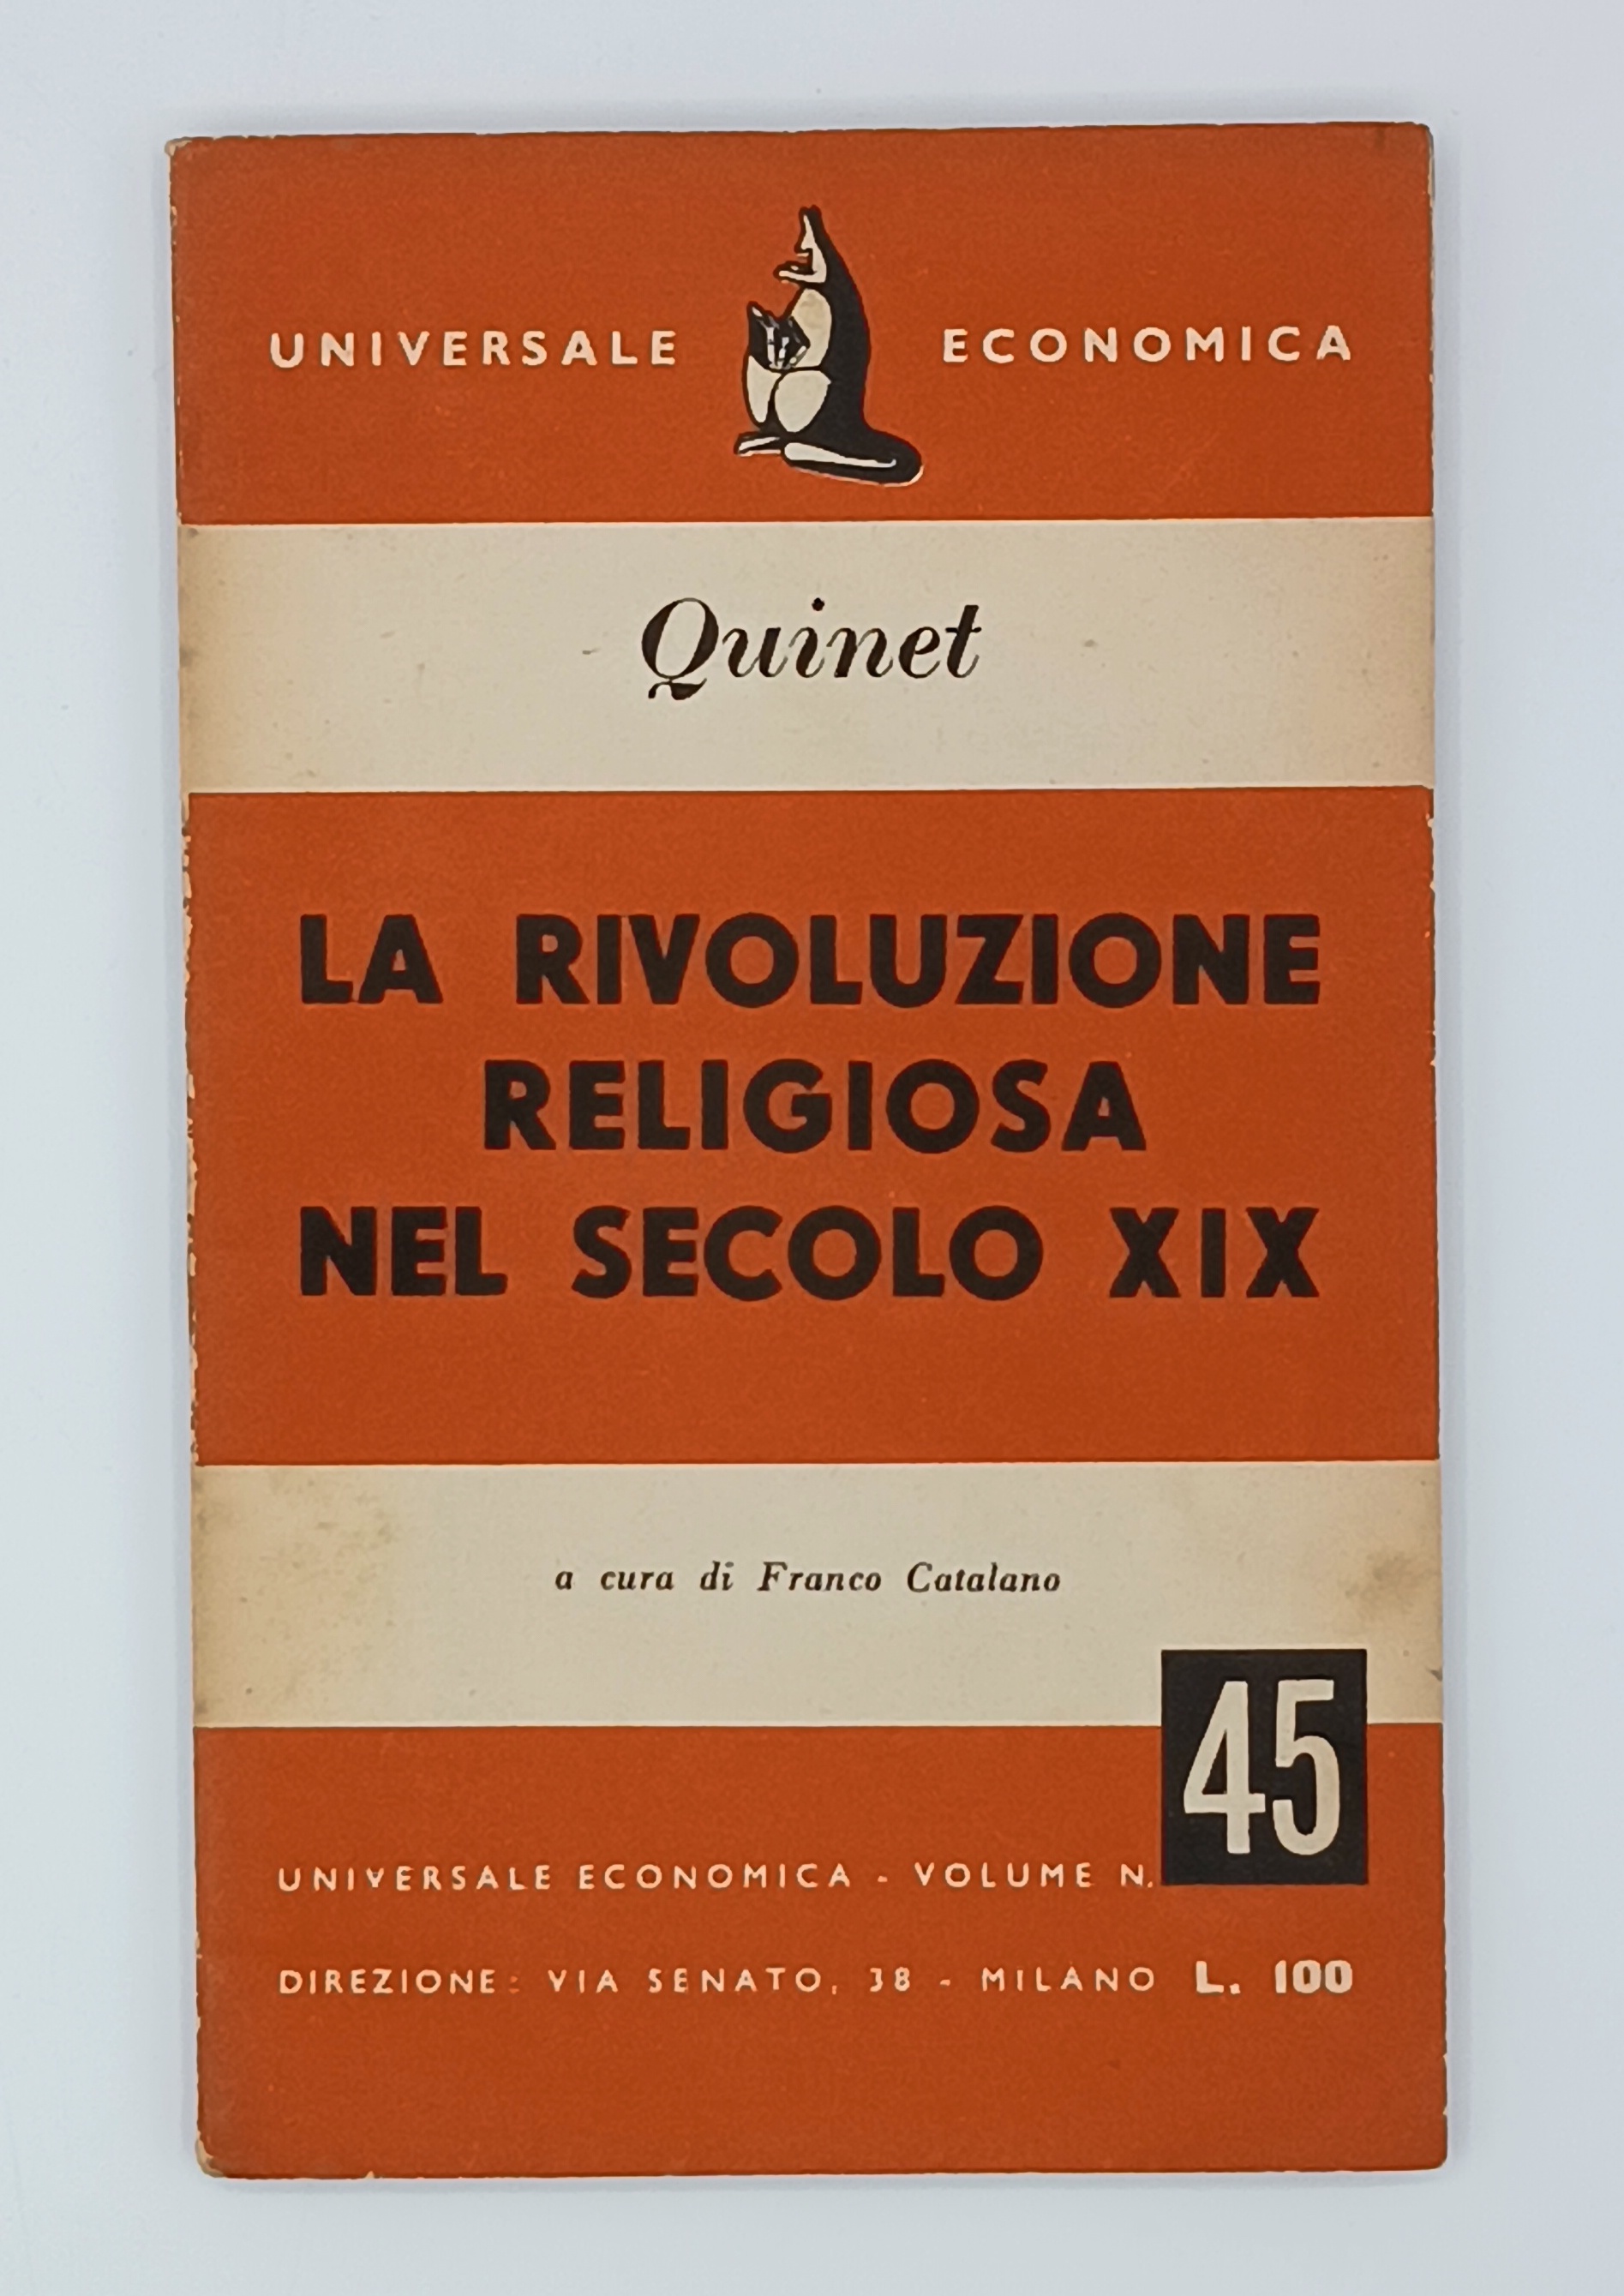 UNIVERSALE ECONOMICA
Quinet
LA RIVOLUZIONE
RELIGIOSA
NEL SECOLO XIX
a cura di Franco Catalano
45
UNIVERSALE ECONOMICA - VOLUME N.
DIREZIONE: VIA SENATO, 38 - MILANO L. 100